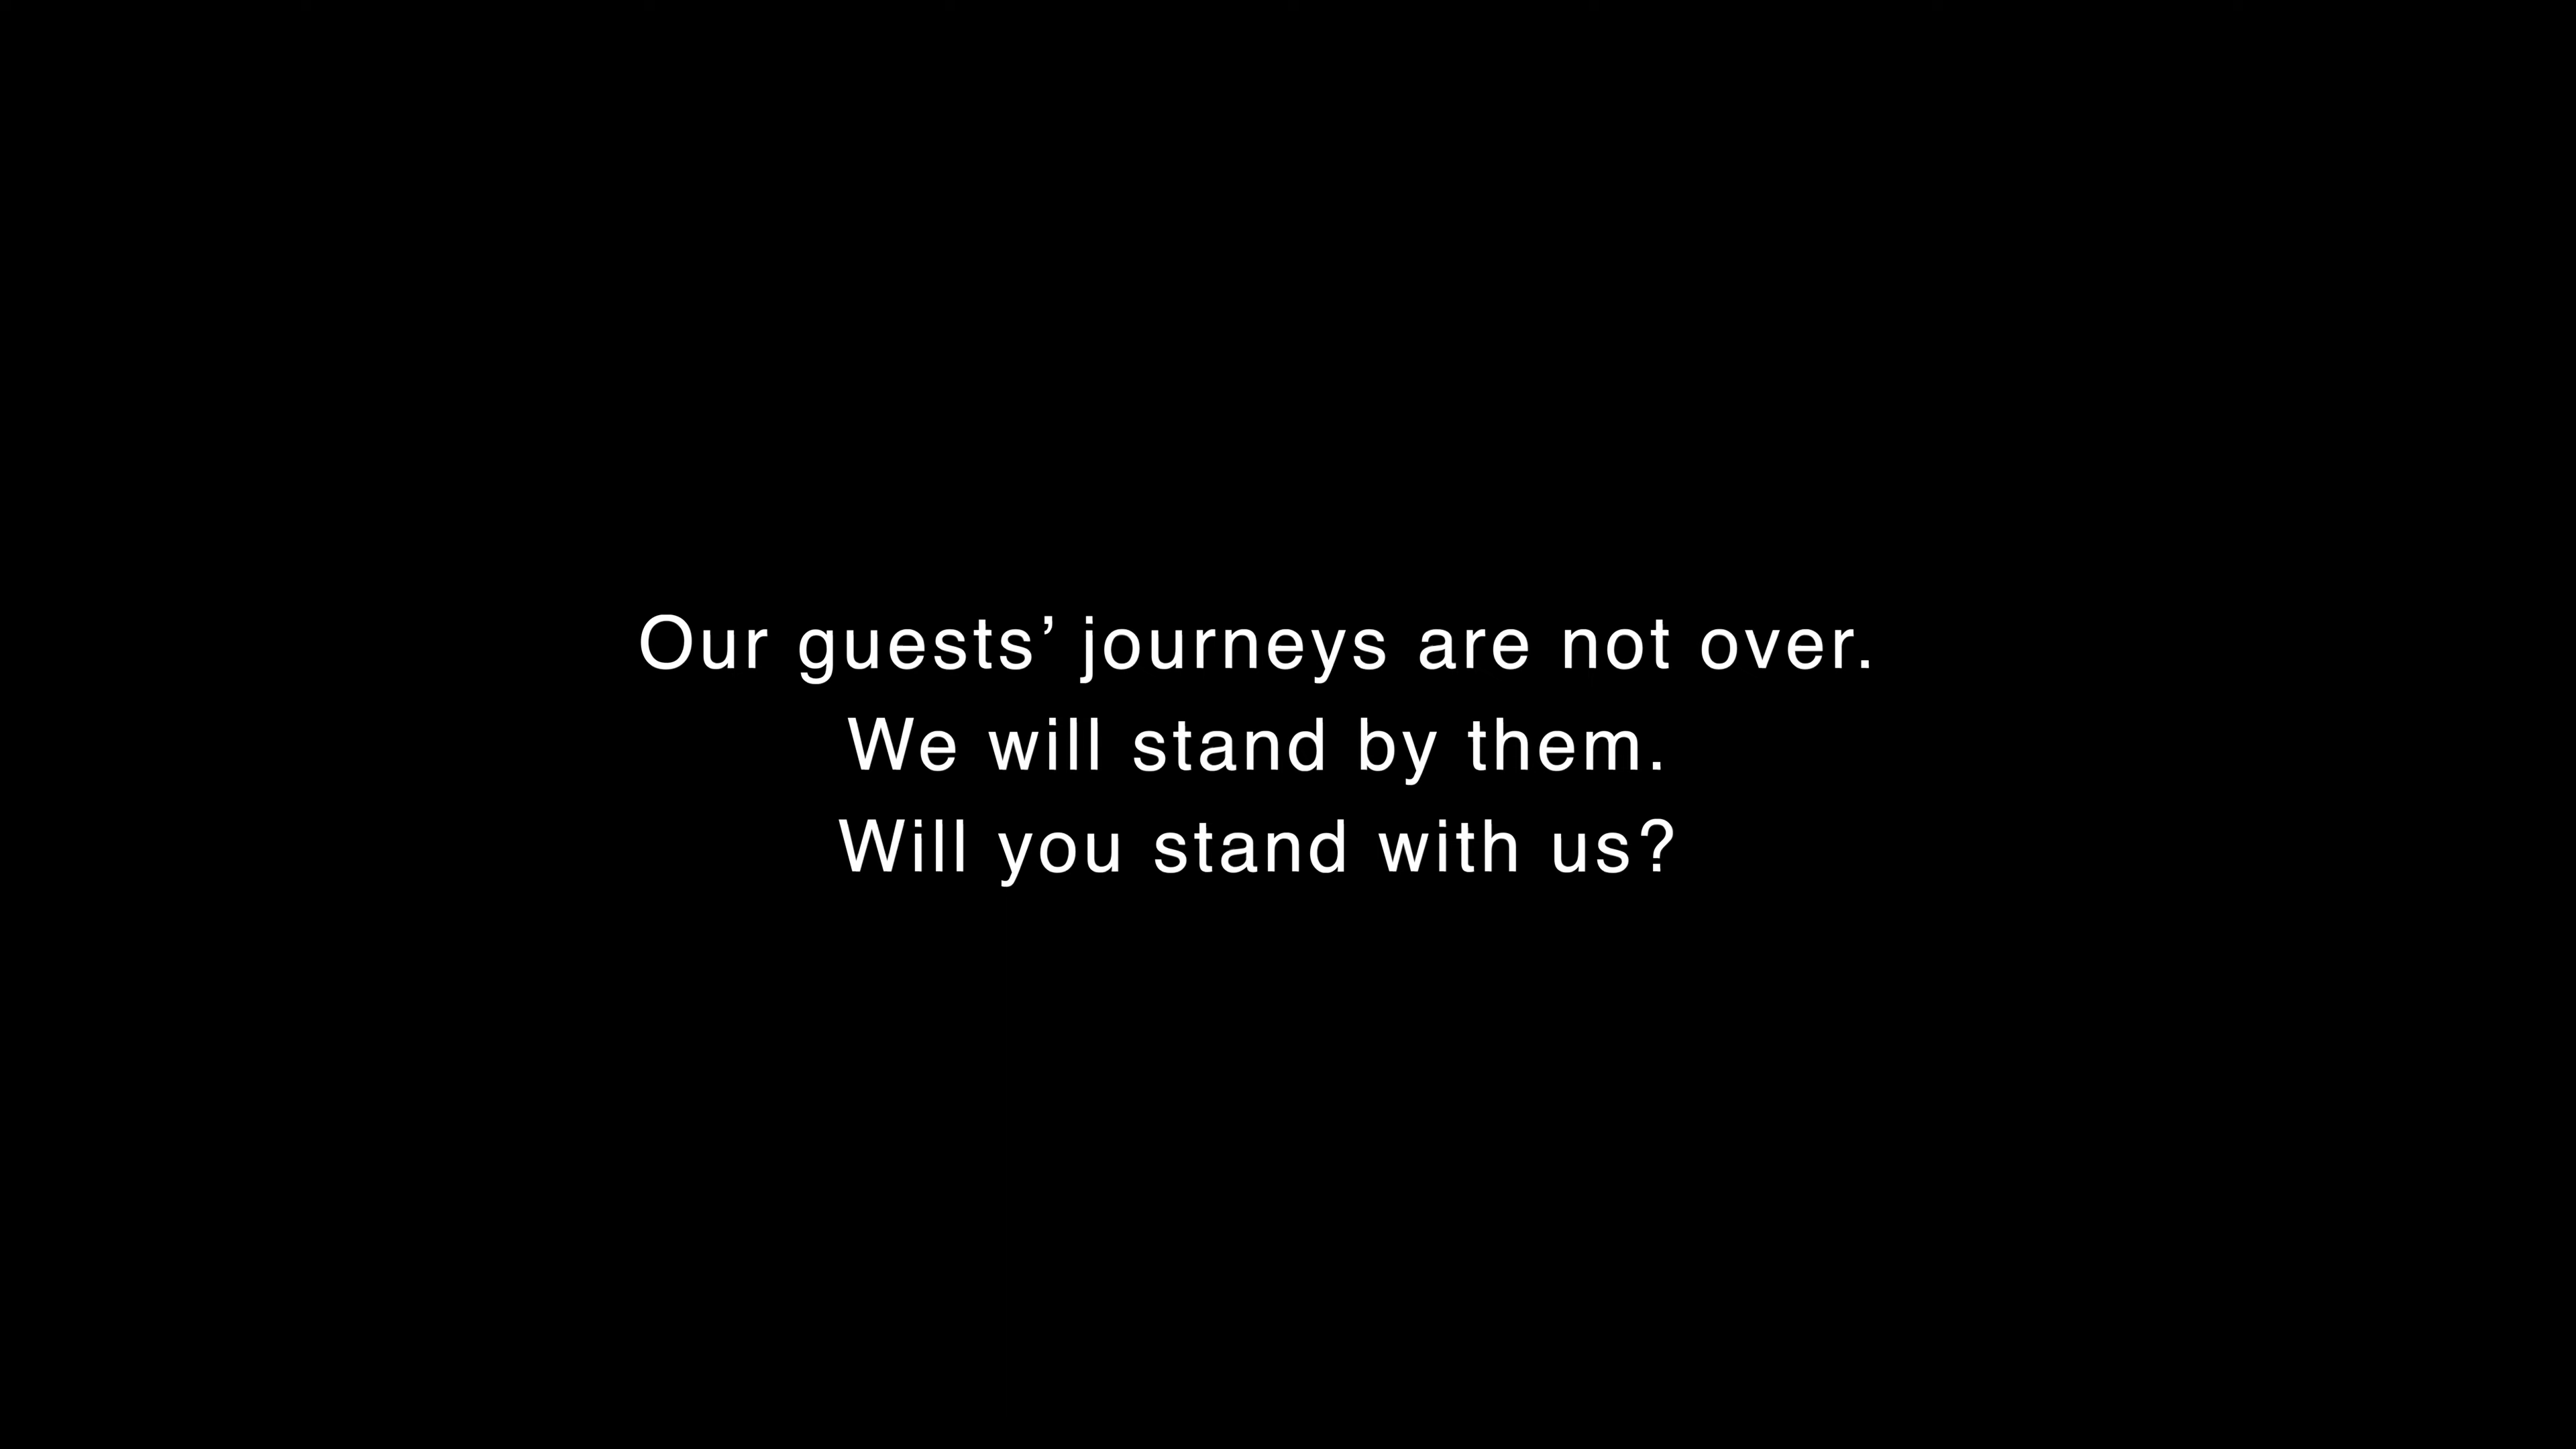 Our guests’ journeys are not over.
We will stand by them.
Will you stand with us?